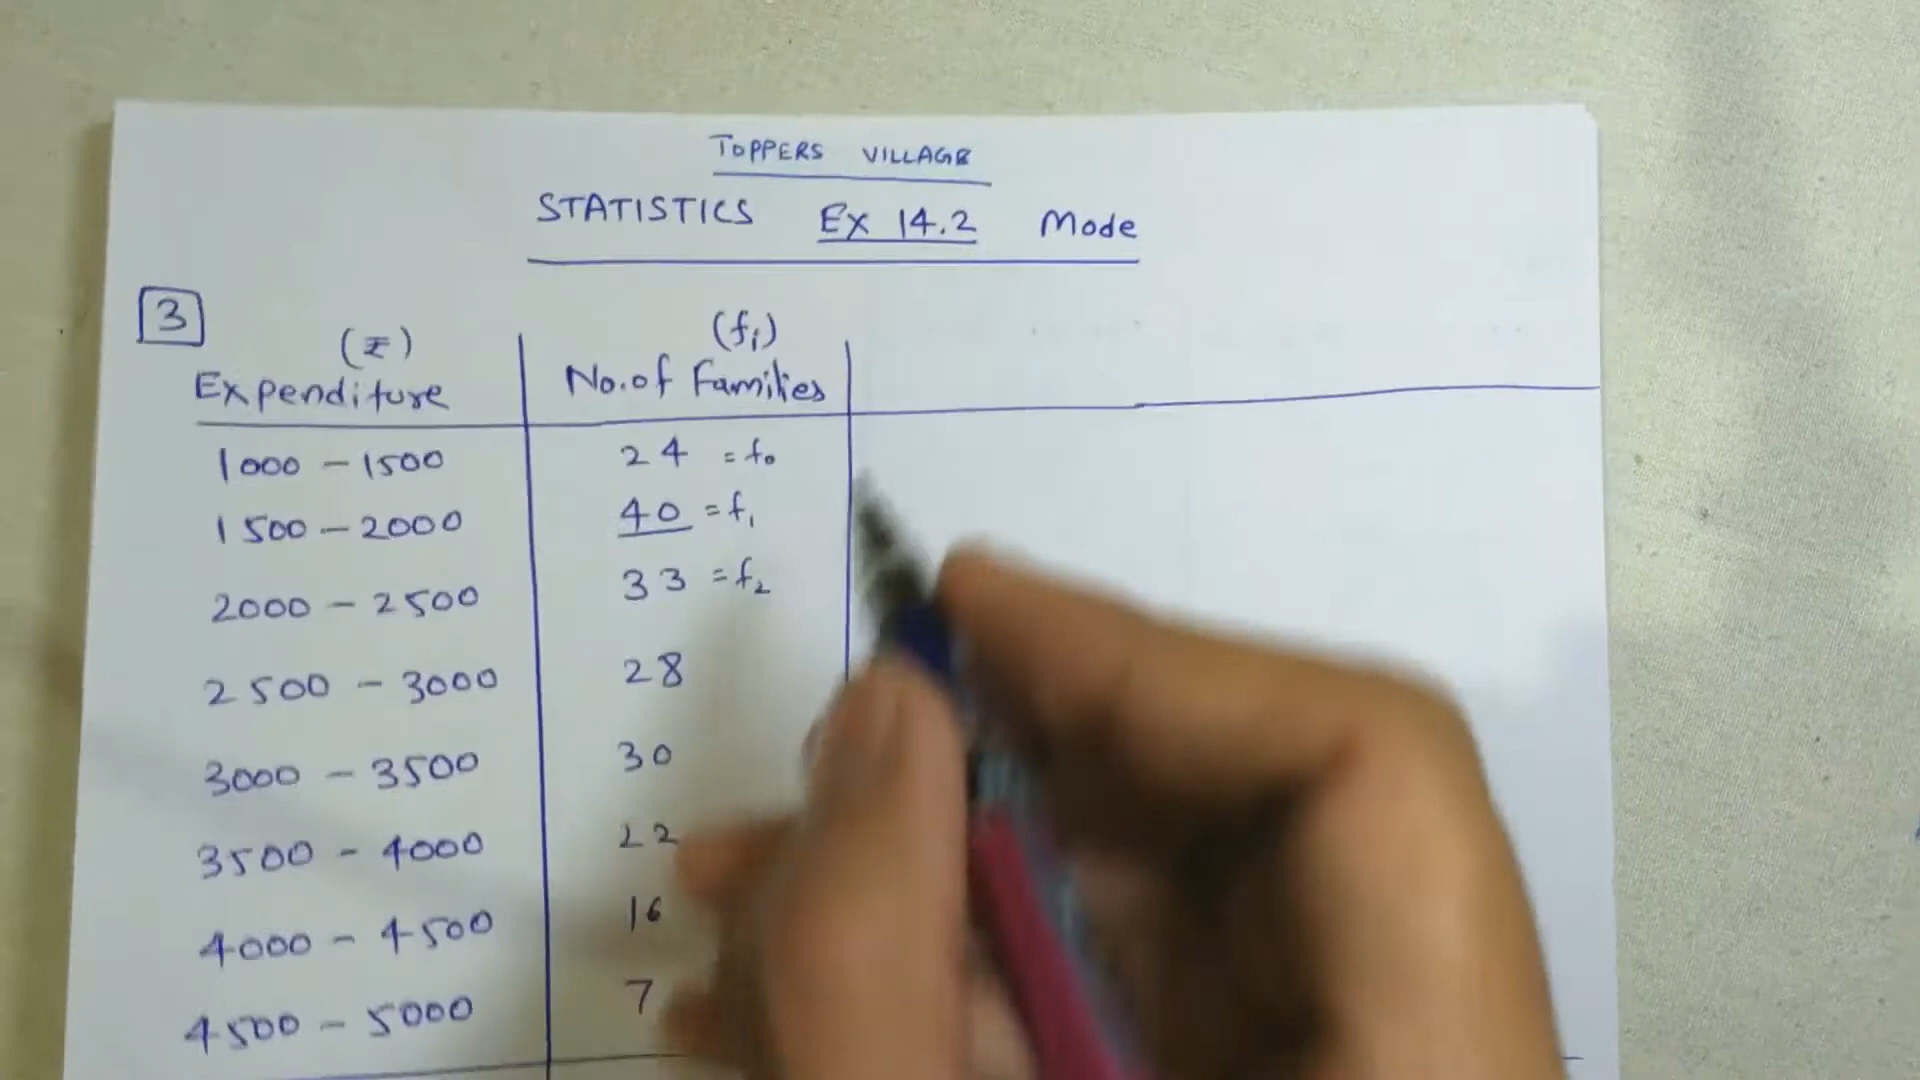 TOPPERS VILLAGE
STATISTICS Ex 14.2 Mode
3
(₹) (fi)
Expenditure No. of Families
1000 - 1500 24 = f₀
1500 - 2000 40 = f₁
2000 - 2500 33 = f₂
2500 - 3000 28
3000 - 3500 30
3500 - 4000 22
4000 - 4500 16
4500 - 5000 7